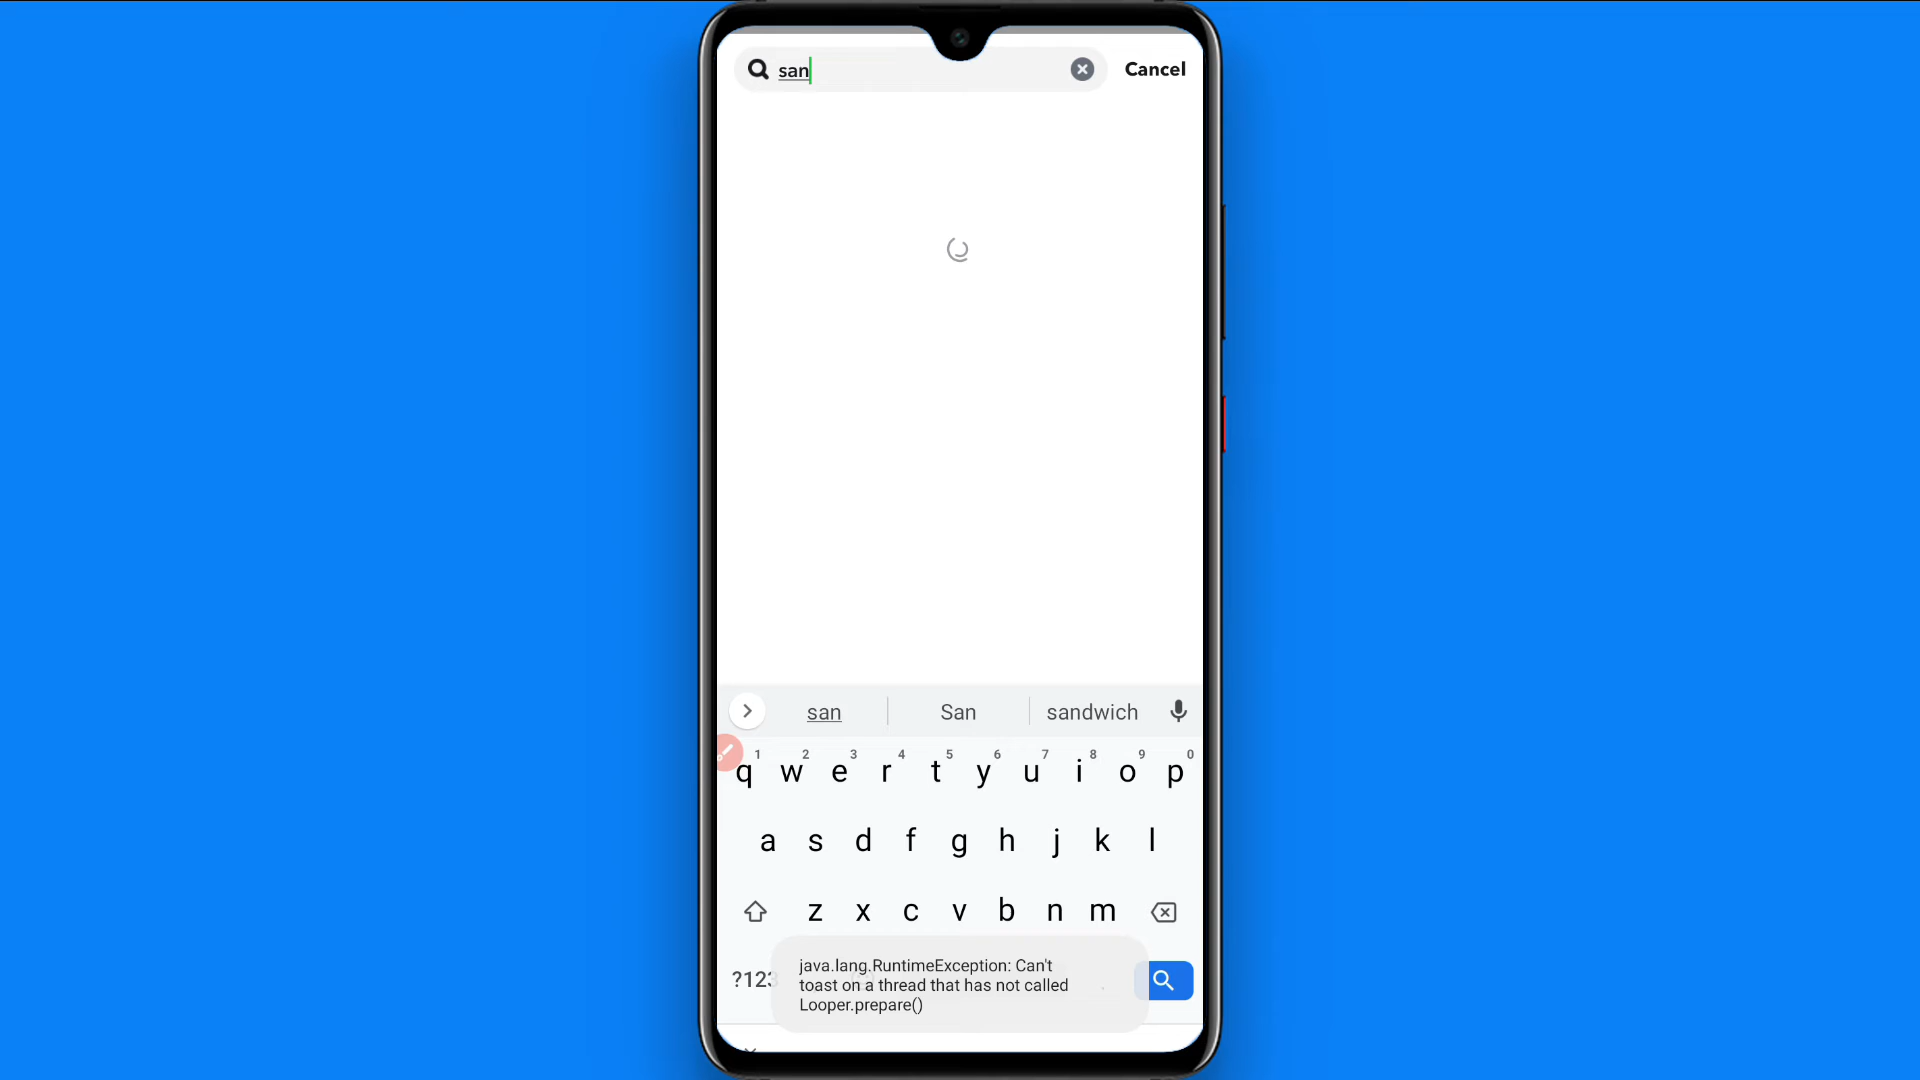 san
Cancel
san San sandwich
1 2 3 4 5 6 7 8 9 0
q w e r t y u i o p
a s d f g h j k l
z x c v b n m
?123 .
java.lang.RuntimeException: Can't
toast on a thread that has not called
Looper.prepare()